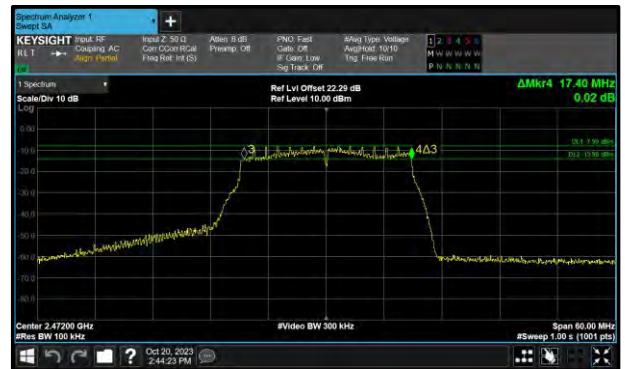 Spectrum Analyzer 1
Swept SA
+
KEYSIGHT Input: RF Input Z: 50 Ω Atten: 8 dB PNO: Fast #Avg Type: Voltage 1 2 3 4 5 6
RLT Coupling: AC Corr CCorr RCal Preamp: Off Gate: Off Avg|Hold: 10/10 M W W W W W
Align: Partial Freq Ref: Int (S) IF Gain: Low Trig: Free Run
Sig Track: Off P N N N N N
1 Spectrum Ref Lvl Offset 22.29 dB ΔMkr4 17.40 MHz
Scale/Div 10 dB Ref Level 10.00 dBm 0.02 dB
Log
0.00
-10.0 3 4Δ3
-20.0
-30.0
-40.0
-50.0
-60.0
-70.0
-80.0
Center 2.47200 GHz #Video BW 300 kHz Span 60.00 MHz
#Res BW 100 kHz #Sweep 1.00 s (1001 pts)
? Oct 20, 2023
2:44:23 PM